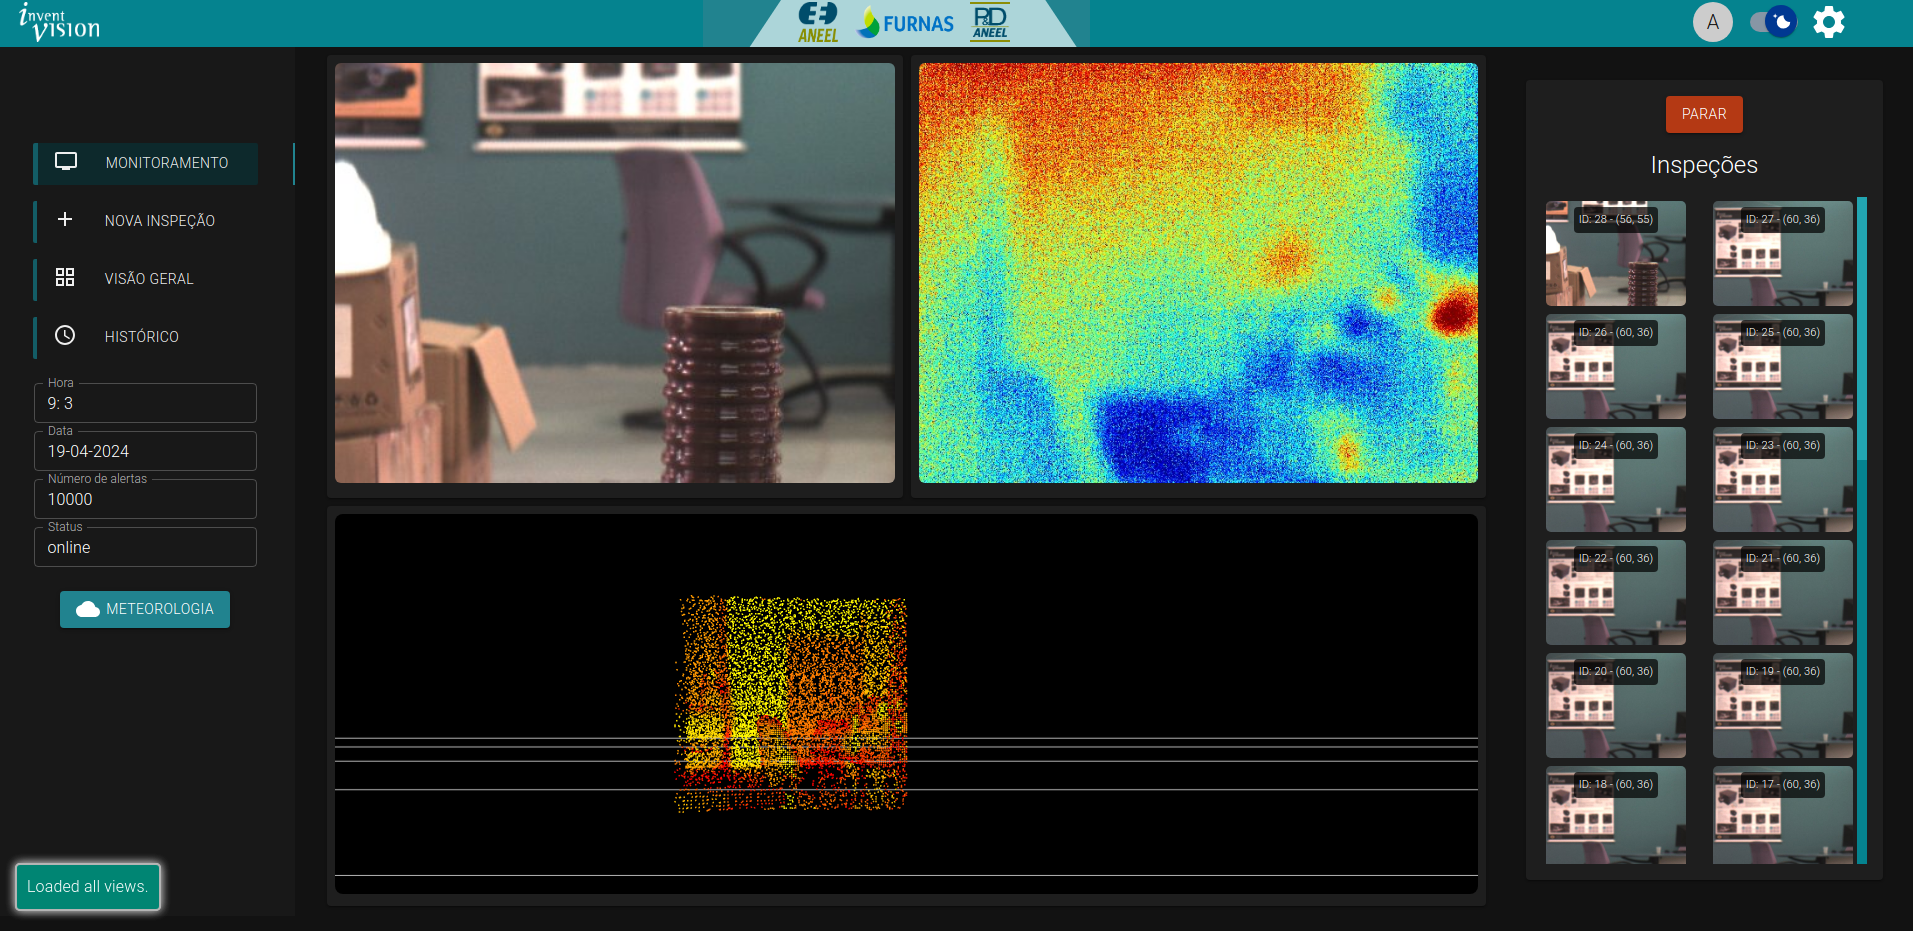 invent
VISION
ANEEL
FURNAS
P&D
ANEEL
A
MONITORAMENTO
NOVA INSPEÇÃO
VISÃO GERAL
HISTÓRICO
Hora
9: 3
Data
19-04-2024
Número de alertas
10000
Status
online
METEOROLOGIA
Loaded all views.
PARAR
Inspeções
ID: 28 - (56, 55)
ID: 27 - (60, 36)
ID: 26 - (60, 36)
ID: 25 - (60, 36)
ID: 24 - (60, 36)
ID: 23 - (60, 36)
ID: 22 - (60, 36)
ID: 21 - (60, 36)
ID: 20 - (60, 36)
ID: 19 - (60, 36)
ID: 18 - (60, 36)
ID: 17 - (60, 36)